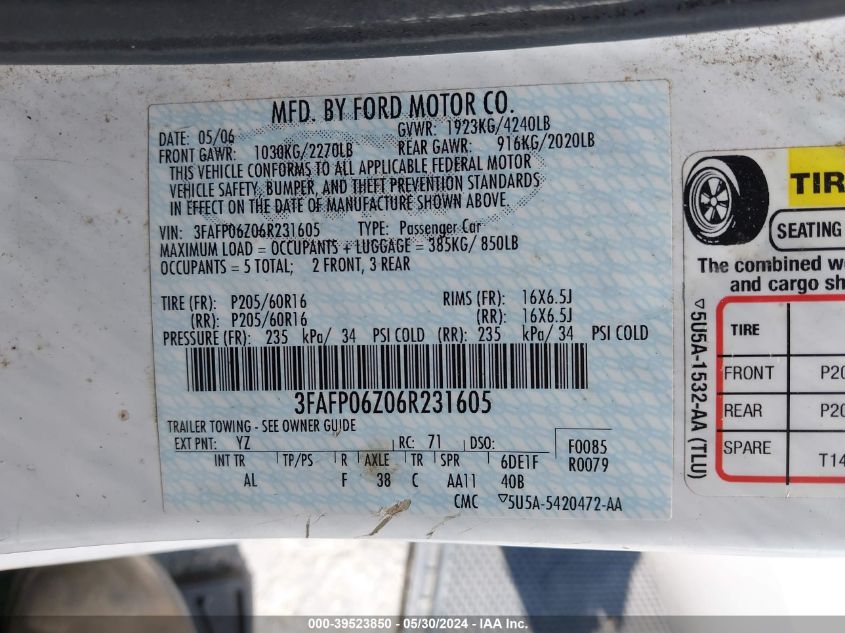 MFD. BY FORD MOTOR CO.
DATE: 05/06 GVWR: 1923KG/4240LB
FRONT GAWR: 1030KG/2270LB REAR GAWR: 916KG/2020LB
THIS VEHICLE CONFORMS TO ALL APPLICABLE FEDERAL MOTOR
VEHICLE SAFETY, BUMPER, AND THEFT PREVENTION STANDARDS
IN EFFECT ON THE DATE OF MANUFACTURE SHOWN ABOVE.
VIN: 3FAFP06Z06R231605 TYPE: Passenger Car
MAXIMUM LOAD = OCCUPANTS + LUGGAGE = 385KG/ 850LB
OCCUPANTS = 5 TOTAL; 2 FRONT, 3 REAR
TIRE (FR): P205/60R16 RIMS (FR): 16X6.5J
(RR): P205/60R16 (RR): 16X6.5J
PRESSURE (FR): 235 kPa/ 34 PSI COLD (RR): 235 kPa/ 34 PSI COLD
3FAFP06Z06R231605
TRAILER TOWING - SEE OWNER GUIDE
EXT PNT: YZ RC: 71 DSO: F0085
INT TR TP/PS R AXLE TR SPR 6DE1F R0079
AL F 38 C AA11 40B
CMC ▽5U5A-5420472-AA
▽5U5A-1532-AA (TLU)
TIR
SEATING
The combined w
and cargo sh
TIRE
FRONT P20
REAR P20
SPARE T14
000-39523850 - 05/30/2024 - IAA Inc.